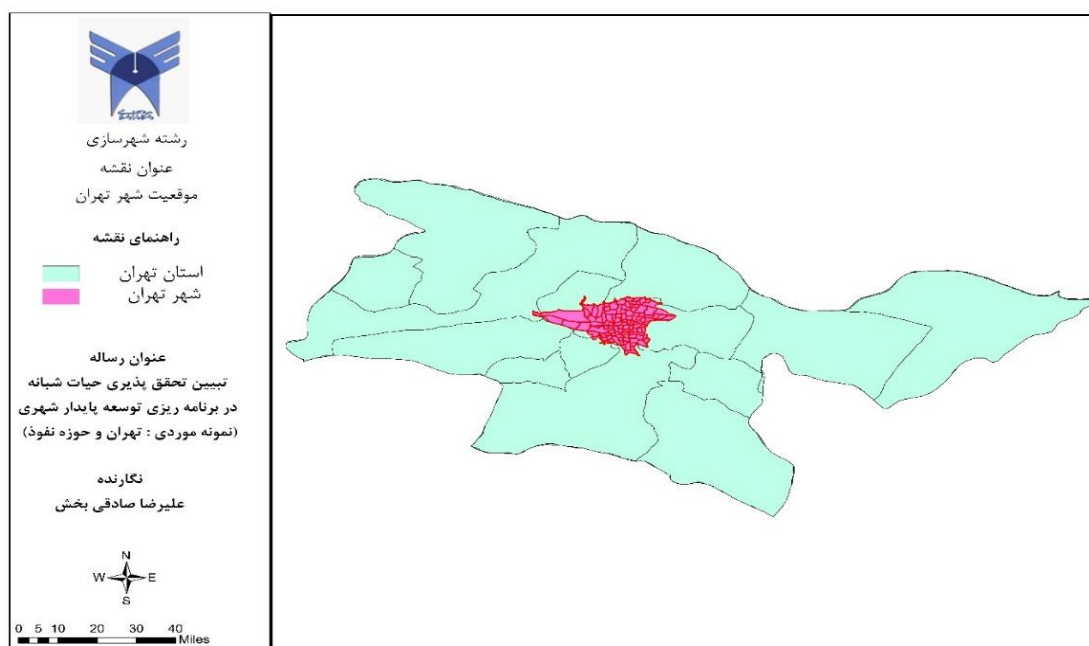 رشته شهرسازی
عنوان نقشه
موقعیت شهر تهران
راهنمای نقشه
استان تهران
شهر تهران
عنوان رساله
تبیین تحقق پذیری حیات شبانه
در برنامه ریزی توسعه پایدار شهری
(نمونه موردی : تهران و حوزه نفوذ)
نگارنده
علیرضا صادقی بخش
N
W E
S
0 5 10 20 30 40
Miles